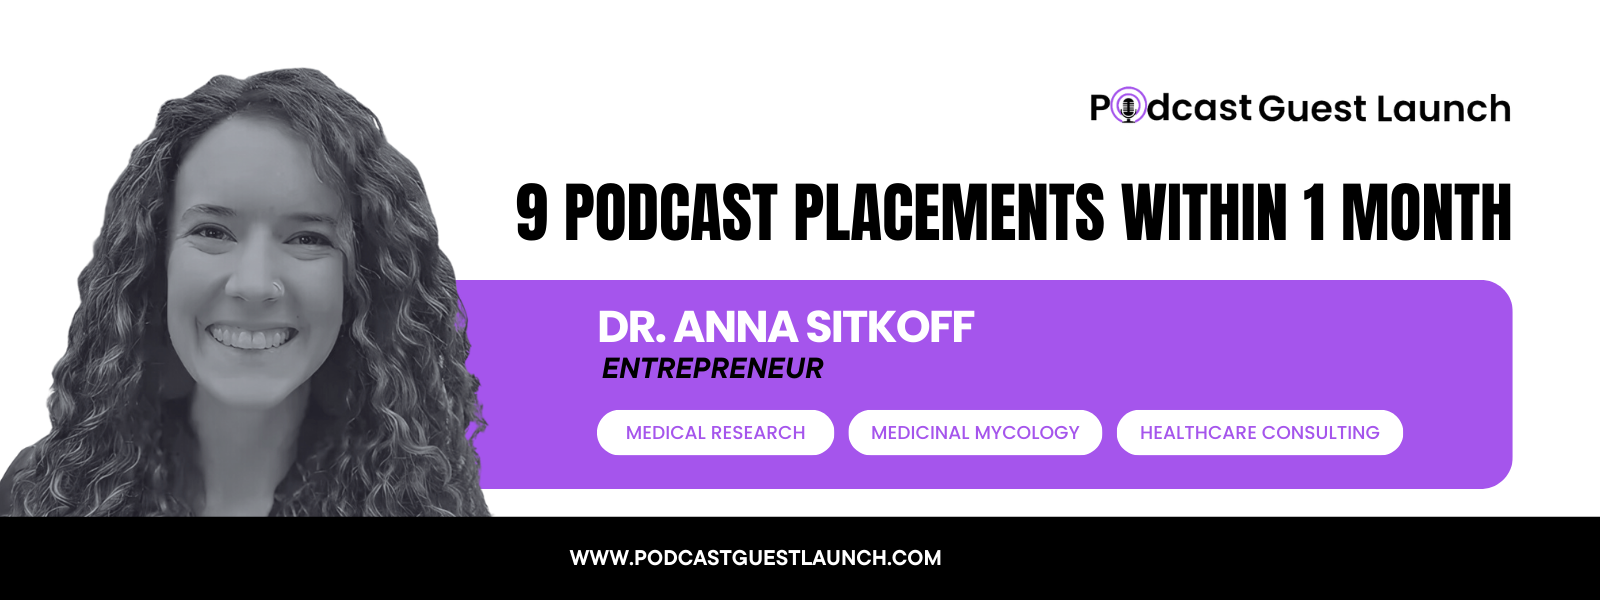 Podcast Guest Launch
9 PODCAST PLACEMENTS WITHIN 1 MONTH
DR. ANNA SITKOFF
ENTREPRENEUR
MEDICAL RESEARCH MEDICINAL MYCOLOGY HEALTHCARE CONSULTING
WWW.PODCASTGUESTLAUNCH.COM